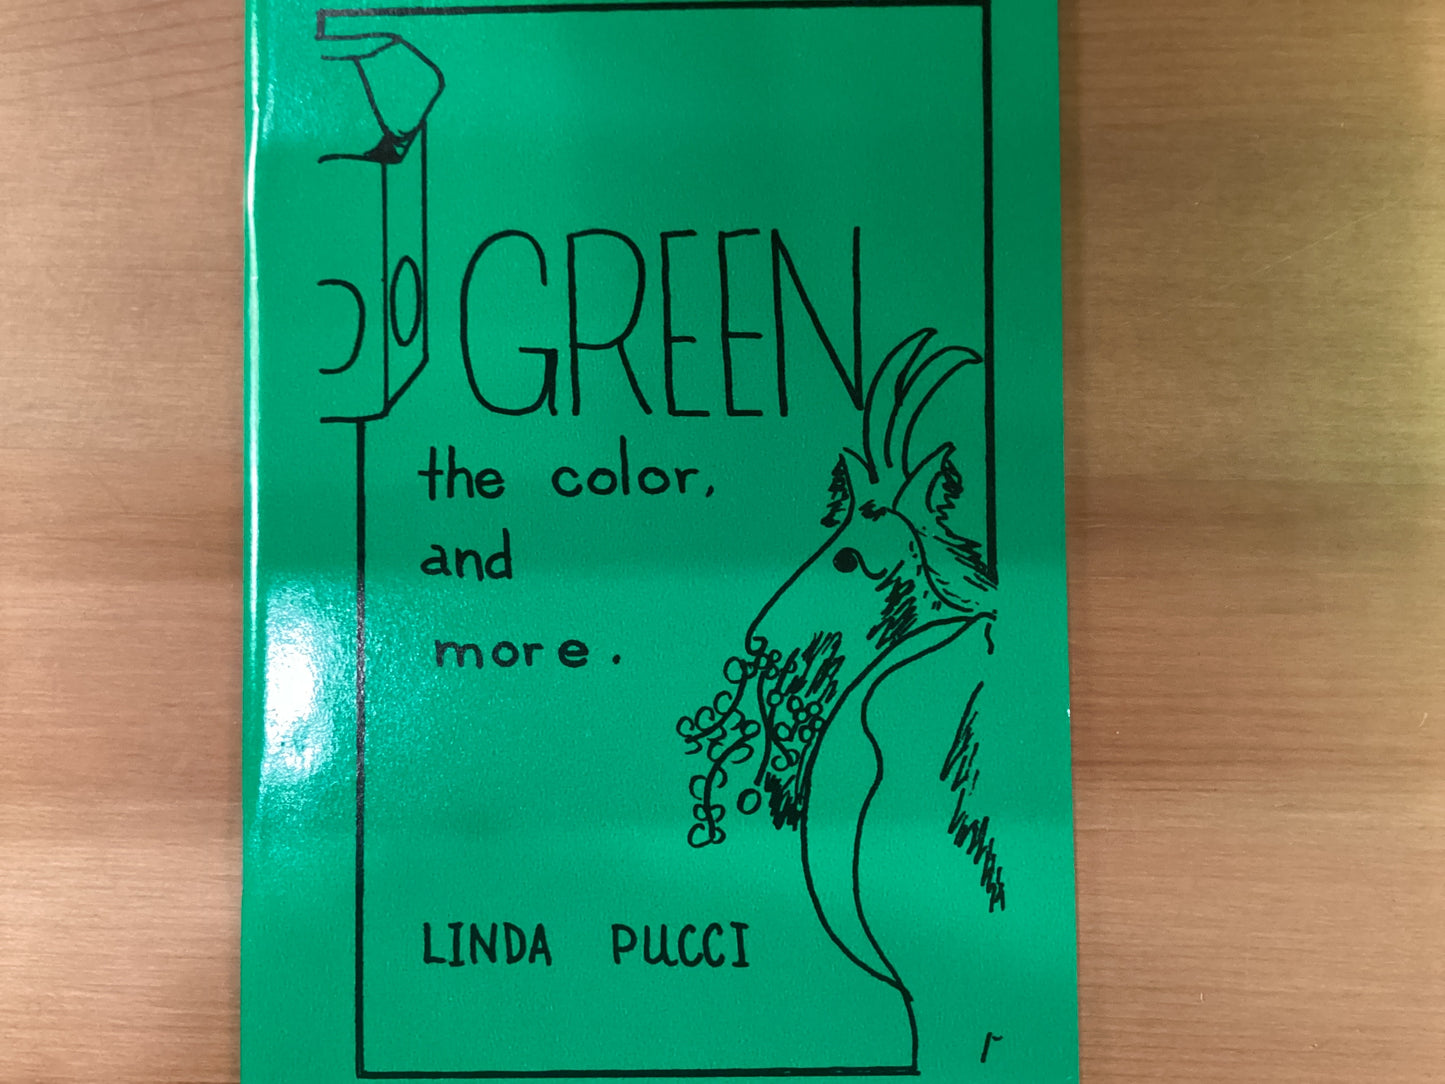 GREEN
the color,
and
more.
LINDA PUCCI